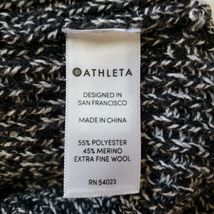 ATHLETA
DESIGNED IN
SAN FRANCISCO
MADE IN CHINA
55% POLYESTER
45% MERINO
EXTRA FINE WOOL
RN 54023